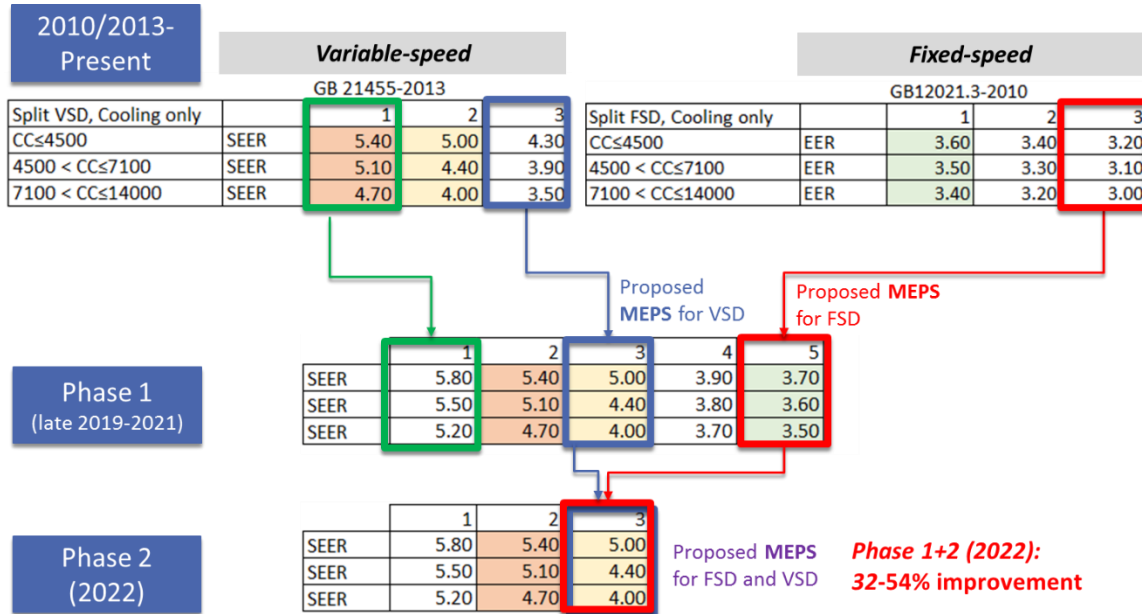 2010/2013-
Present
Variable-speed
Fixed-speed
GB 21455-2013
Split VSD, Cooling only 1 2 3
CC≤4500 SEER 5.40 5.00 4.30
4500 < CC≤7100 SEER 5.10 4.40 3.90
7100 < CC≤14000 SEER 4.70 4.00 3.50
GB12021.3-2010
Split FSD, Cooling only 1 2 3
CC≤4500 EER 3.60 3.40 3.20
4500 < CC≤7100 EER 3.50 3.30 3.10
7100 < CC≤14000 EER 3.40 3.20 3.00
Proposed
MEPS for VSD
Proposed MEPS
for FSD
Phase 1
(late 2019-2021)
1 2 3 4 5
SEER 5.80 5.40 5.00 3.90 3.70
SEER 5.50 5.10 4.40 3.80 3.60
SEER 5.20 4.70 4.00 3.70 3.50
Phase 2
(2022)
1 2 3
SEER 5.80 5.40 5.00
SEER 5.50 5.10 4.40
SEER 5.20 4.70 4.00
Proposed MEPS
for FSD and VSD
Phase 1+2 (2022):
32-54% improvement